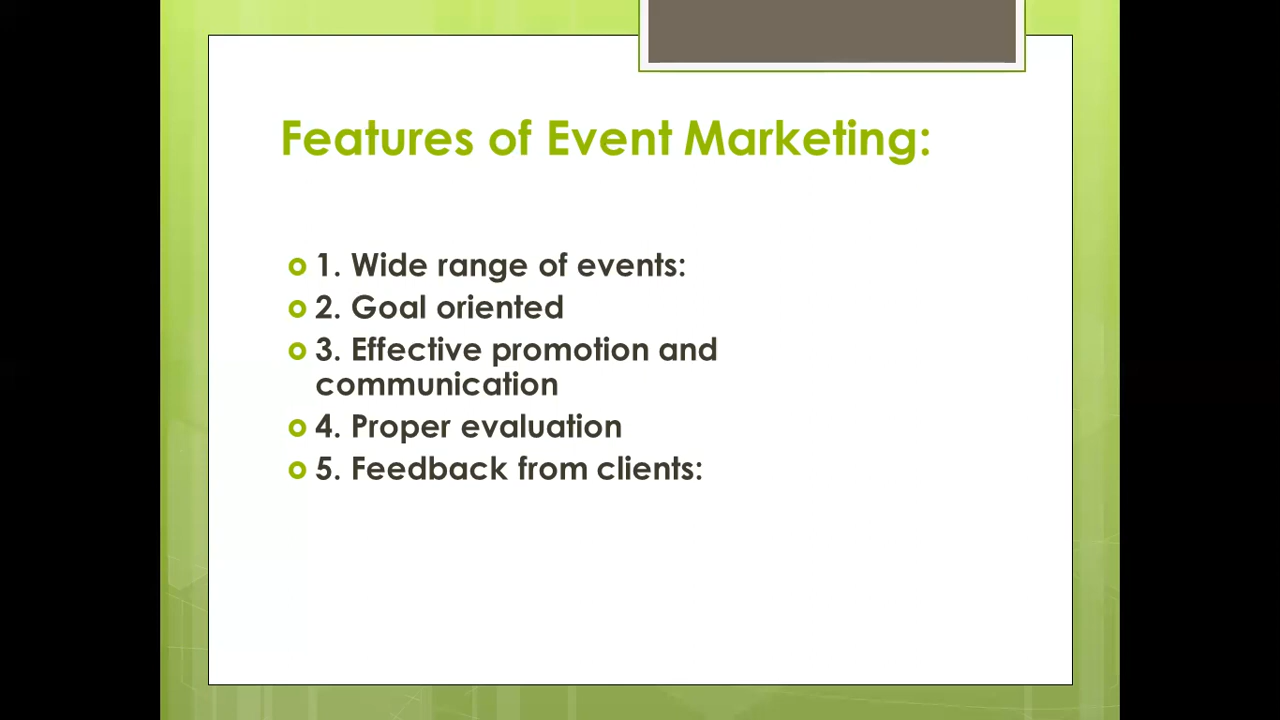 Features of Event Marketing:
1. Wide range of events:
2. Goal oriented
3. Effective promotion and
communication
4. Proper evaluation
5. Feedback from clients: